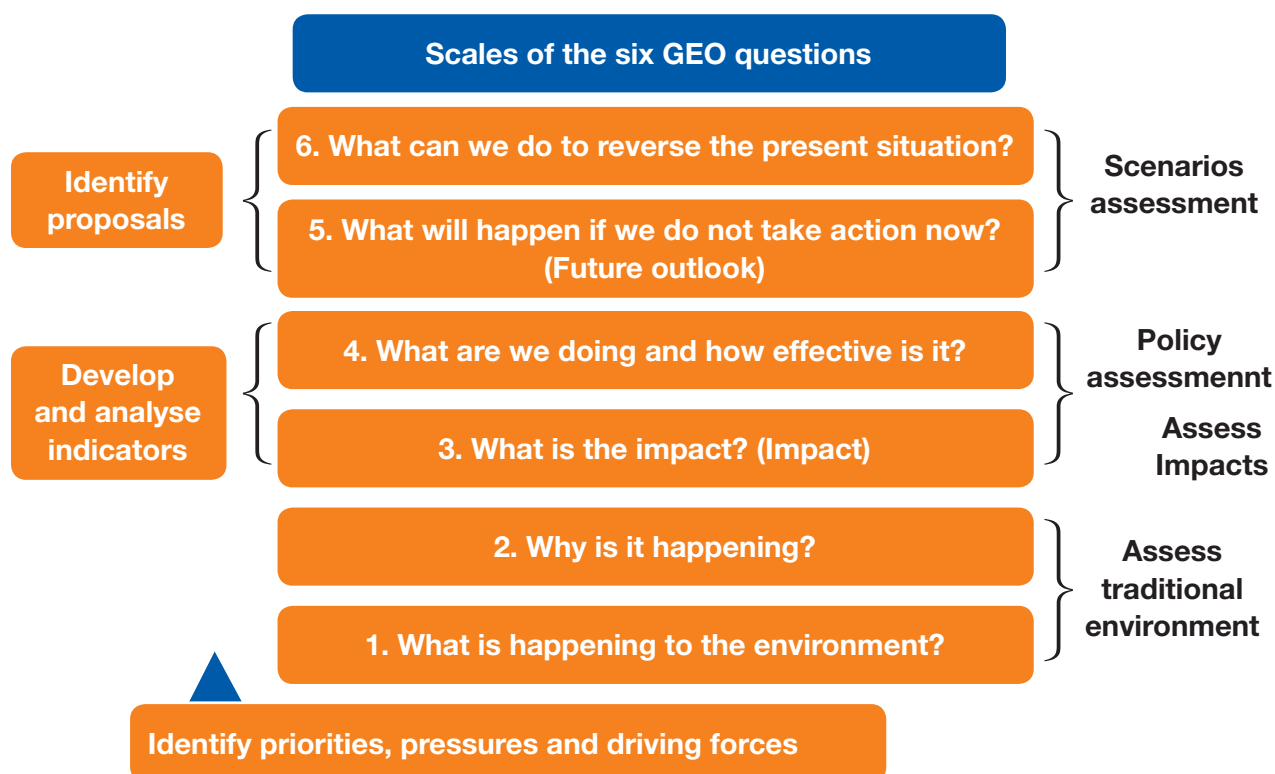 Scales of the six GEO questions
6. What can we do to reverse the present situation?
Identify
proposals
Scenarios
assessment
5. What will happen if we do not take action now?
(Future outlook)
4. What are we doing and how effective is it?
Develop
and analyse
indicators
Policy
assessmennt
3. What is the impact? (Impact)
Assess
Impacts
2. Why is it happening?
Assess
traditional
environment
1. What is happening to the environment?
Identify priorities, pressures and driving forces